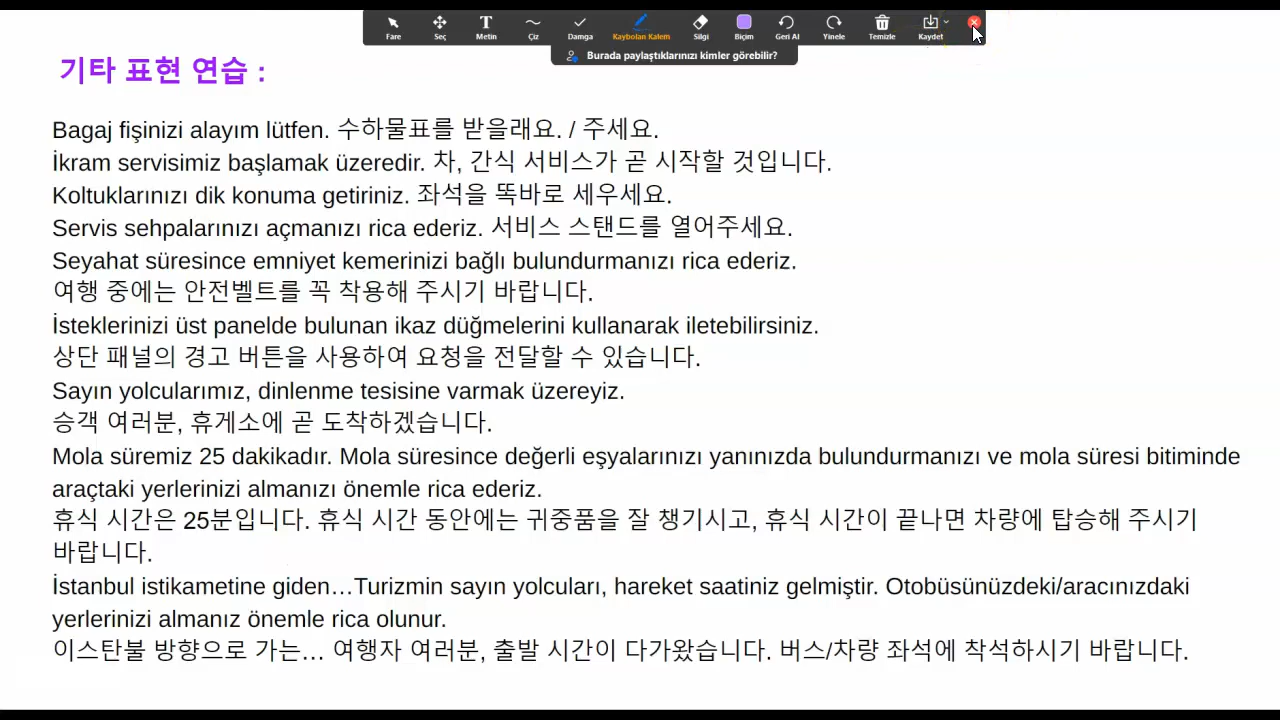 Fare Seç Metin Çiz Damga Kaybolan Kalem Silgi Biçim Geri Al Yinele Temizle Kaydet
Burada paylaştıklarınızı kimler görebilir?
기타 표현 연습 :
Bagaj fişinizi alayım lütfen. 수하물표를 받을래요. / 주세요.
İkram servisimiz başlamak üzeredir. 차, 간식 서비스가 곧 시작할 것입니다.
Koltuklarınızı dik konuma getiriniz. 좌석을 똑바로 세우세요.
Servis sehpalarınızı açmanızı rica ederiz. 서비스 스탠드를 열어주세요.
Seyahat süresince emniyet kemerinizi bağlı bulundurmanızı rica ederiz.
여행 중에는 안전벨트를 꼭 착용해 주시기 바랍니다.
İsteklerinizi üst panelde bulunan ikaz düğmelerini kullanarak iletebilirsiniz.
상단 패널의 경고 버튼을 사용하여 요청을 전달할 수 있습니다.
Sayın yolcularımız, dinlenme tesisine varmak üzereyiz.
승객 여러분, 휴게소에 곧 도착하겠습니다.
Mola süremiz 25 dakikadır. Mola süresince değerli eşyalarınızı yanınızda bulundurmanızı ve mola süresi bitiminde
araçtaki yerlerinizi almanızı önemle rica ederiz.
휴식 시간은 25분입니다. 휴식 시간 동안에는 귀중품을 잘 챙기시고, 휴식 시간이 끝나면 차량에 탑승해 주시기
바랍니다.
İstanbul istikametine giden…Turizmin sayın yolcuları, hareket saatiniz gelmiştir. Otobüsünüzdeki/aracınızdaki
yerlerinizi almanız önemle rica olunur.
이스탄불 방향으로 가는… 여행자 여러분, 출발 시간이 다가왔습니다. 버스/차량 좌석에 착석하시기 바랍니다.